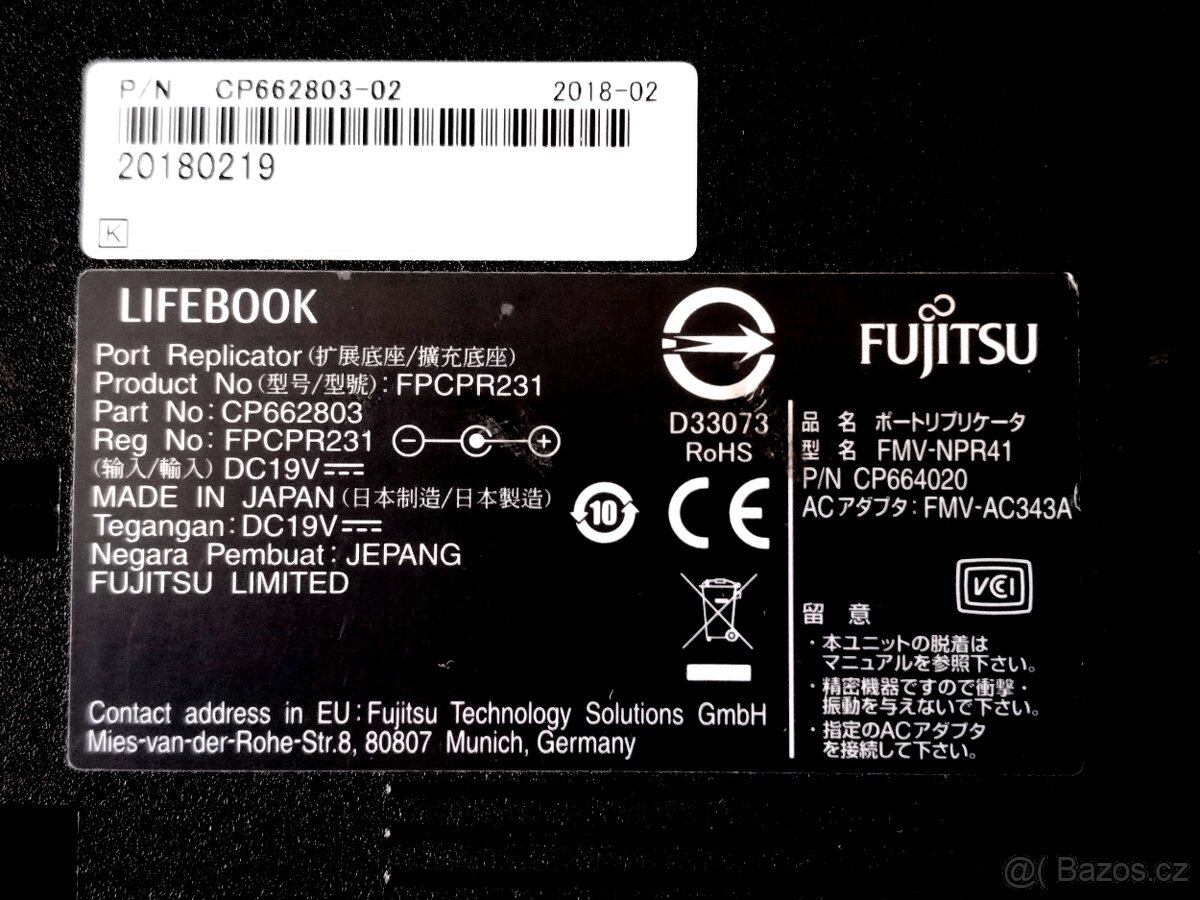 P/N CP662803-02 2018-02
20180219
K
LIFEBOOK
Port Replicator (扩展底座/擴充底座)
Product No (型号/型號): FPCPR231
Part No: CP662803
Reg No: FPCPR231
(输入/輸入) DC19V
MADE IN JAPAN (日本制造/日本製造)
Tegangan: DC19V
Negara Pembuat: JEPANG
FUJITSU LIMITED
10
Contact address in EU: Fujitsu Technology Solutions GmbH
Mies-van-der-Rohe-Str.8, 80807 Munich, Germany
D33073
RoHS
CE
FUJITSU
品 名 ポートリプリケータ
型 名 FMV-NPR41
P/N CP664020
ACアダプタ: FMV-AC343A
VCI
留 意
・本ユニットの脱着は
マニュアルを参照下さい。
・精密機器ですので衝撃・
振動を与えないで下さい。
・指定のACアダプタ
を接続して下さい。
@( Bazos.cz